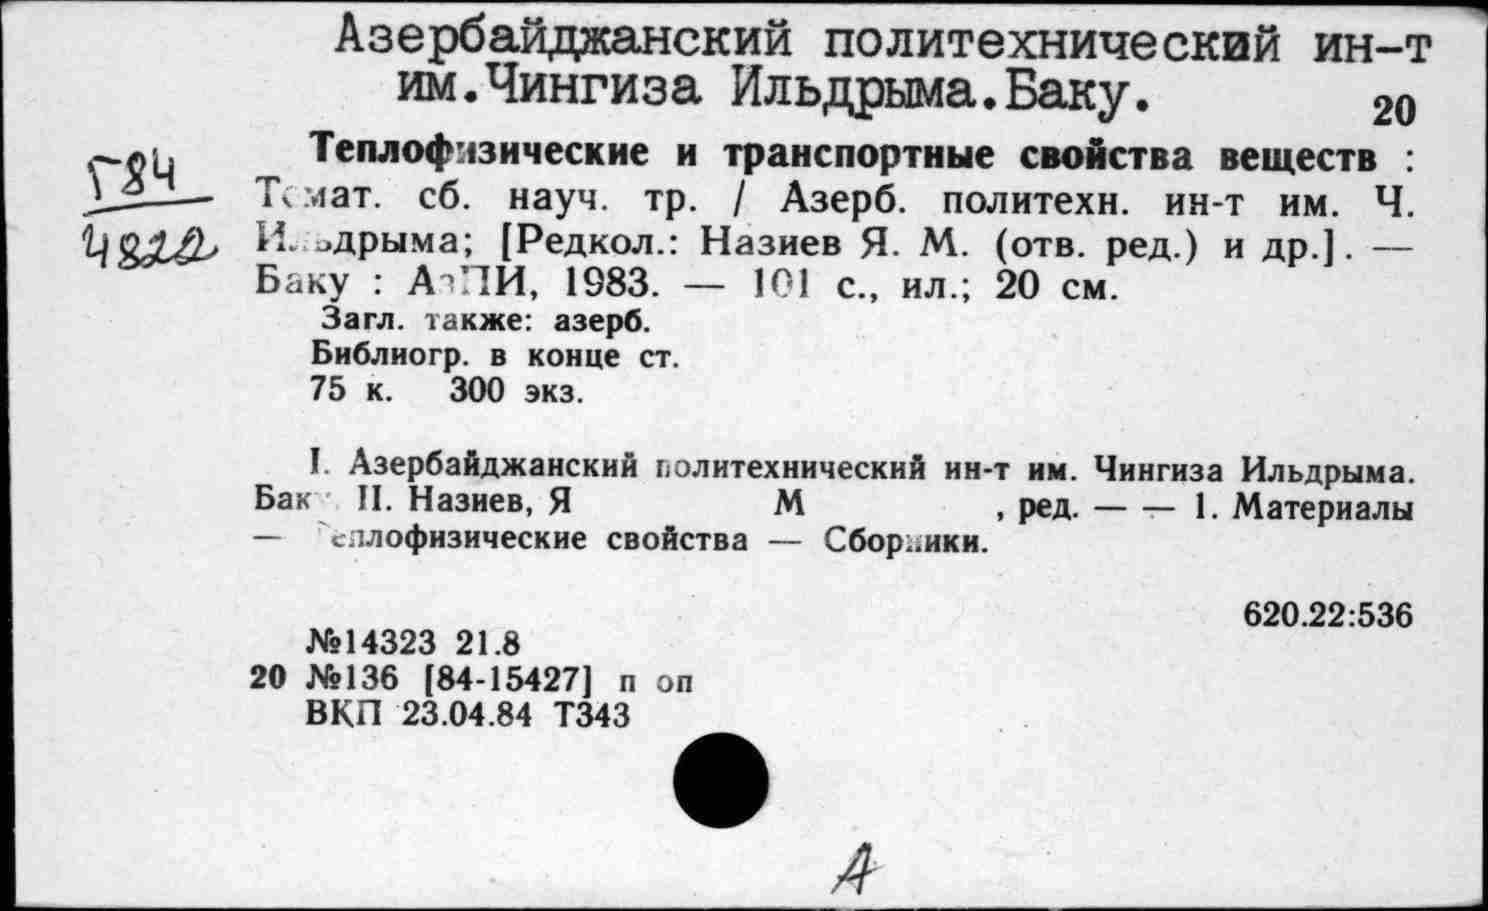 Азербайджанский политехнический ин-т
им.Чингиза Ильдрыма.Баку.
20
Г84
4822
Теплофизические и транспортные свойства веществ :
Темат. сб. науч. тр. / Азерб. политехн. ин-т им. Ч.
Ильдрыма; [Редкол.: Назиев Я. М. (отв. ред.) и др.]. —
Баку : АзПИ, 1983. — 101 с., ил.; 20 см.
Загл. также: азерб.
Библиогр. в конце ст.
75 к. 300 экз.
I. Азербайджанский политехнический ин-т им. Чингиза Ильдрыма.
Баку II. Назиев, Я М , ред. — — 1. Материалы
— Теплофизические свойства — Сборники.
620.22:536
№14323 21.8
20 №136 [84-15427] п оп
ВКП 23.04.84 Т343
А